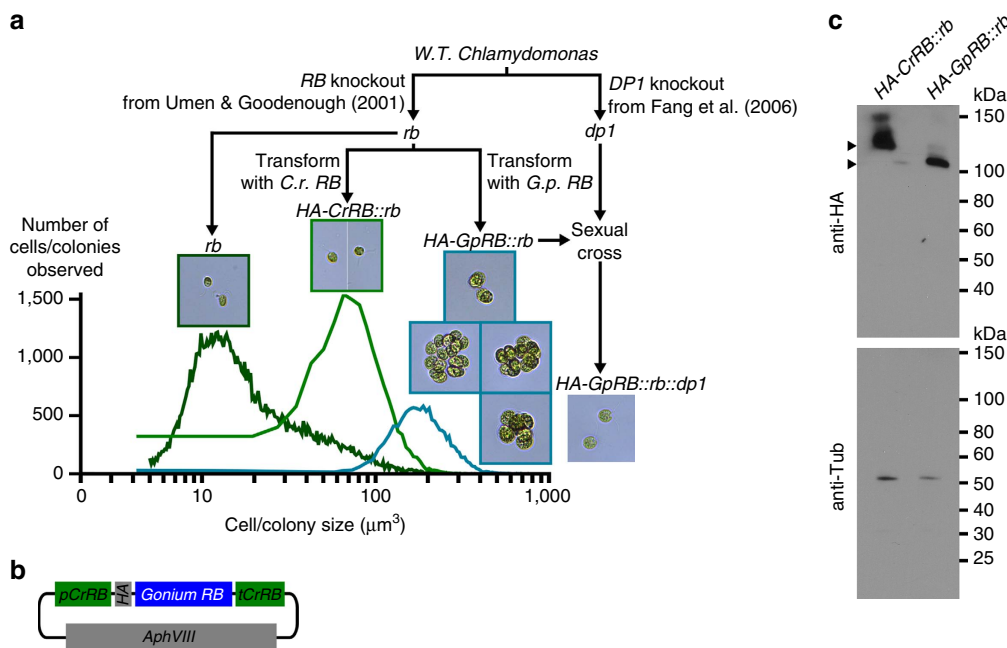 a
W.T. Chlamydomonas
RB knockout
from Umen & Goodenough (2001)
DP1 knockout
from Fang et al. (2006)
rb
dp1
Transform
with C.r. RB
Transform
with G.p. RB
Number of
cells/colonies
observed
rb
HA-CrRB::rb
HA-GpRB::rb
Sexual
cross
HA-GpRB::rb::dp1
1,500
1,000
500
0
0
10
100
1,000
Cell/colony size (μm³)
b
pCrRB
HA
Gonium RB
tCrRB
AphVIII
c
HA-CrRB::rb
HA-GpRB::rb
kDa
150
100
80
60
50
40
anti-HA
kDa
150
100
80
60
50
40
30
25
anti-Tub